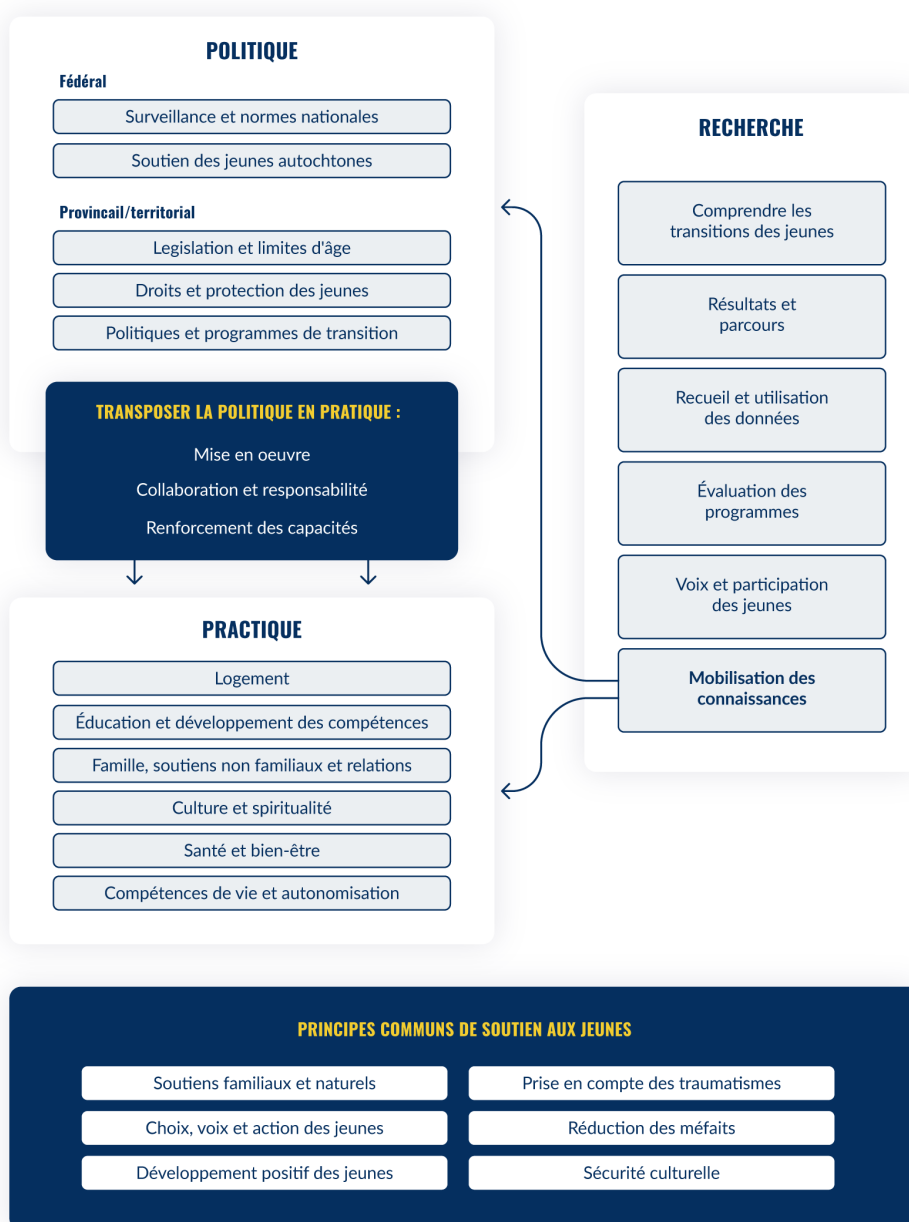 POLITIQUE
Fédéral
Surveillance et normes nationales
Soutien des jeunes autochtones
Provincail/territorial
Legislation et limites d'âge
Droits et protection des jeunes
Politiques et programmes de transition
TRANSPOSER LA POLITIQUE EN PRATIQUE :
Mise en oeuvre
Collaboration et responsabilité
Renforcement des capacités
PRACTIQUE
Logement
Éducation et développement des compétences
Famille, soutiens non familiaux et relations
Culture et spiritualité
Santé et bien-être
Compétences de vie et autonomisation
RECHERCHE
Comprendre les
transitions des jeunes
Résultats et
parcours
Recueil et utilisation
des données
Évaluation des
programmes
Voix et participation
des jeunes
Mobilisation des
connaissances
PRINCIPES COMMUNS DE SOUTIEN AUX JEUNES
Soutiens familiaux et naturels
Prise en compte des traumatismes
Choix, voix et action des jeunes
Réduction des méfaits
Développement positif des jeunes
Sécurité culturelle